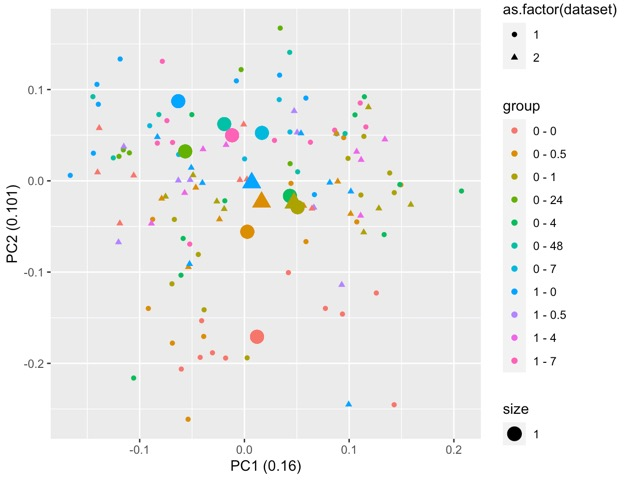 as.factor(dataset)
1
2
group
0 - 0
0 - 0.5
0 - 1
0 - 24
0 - 4
0 - 48
0 - 7
1 - 0
1 - 0.5
1 - 4
1 - 7
size
1
PC2 (0.101)
0.1
0.0
-0.1
-0.2
-0.1
0.0
0.1
0.2
PC1 (0.16)